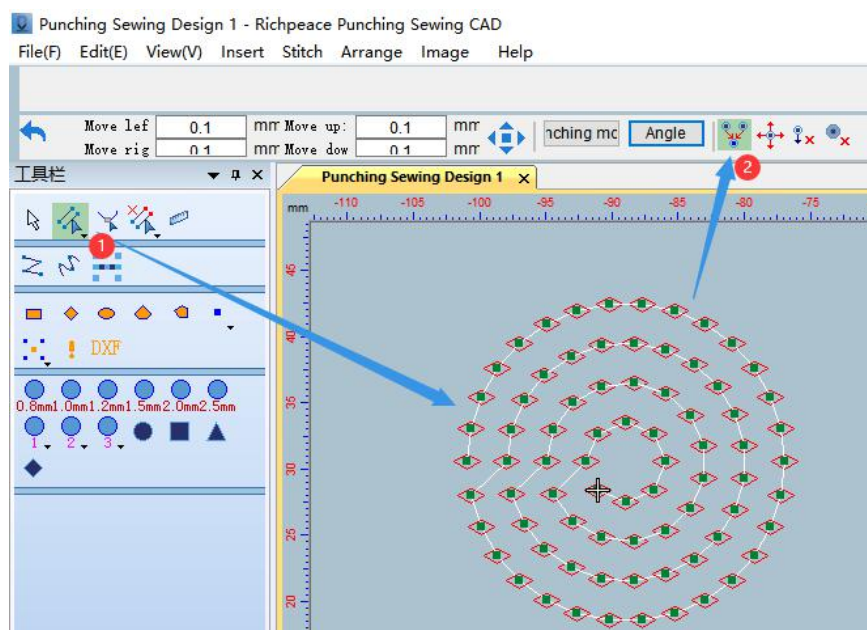 Punching Sewing Design 1 - Richpeace Punching Sewing CAD
File(F) Edit(E) View(V) Insert Stitch Arrange Image Help
Move lef 0.1 mm Move up: 0.1 mm
nching mc Angle
Move rig 0.1 mm Move dow 0.1 mm
2
工具栏
Punching Sewing Design 1 x
mm -110 -105 -100 -95 -90 -85 -80 -75
1
45
DXF
40
0.8mm 1.0mm 1.2mm 1.5mm 2.0mm 2.5mm
35
1 2 3
30
25
20